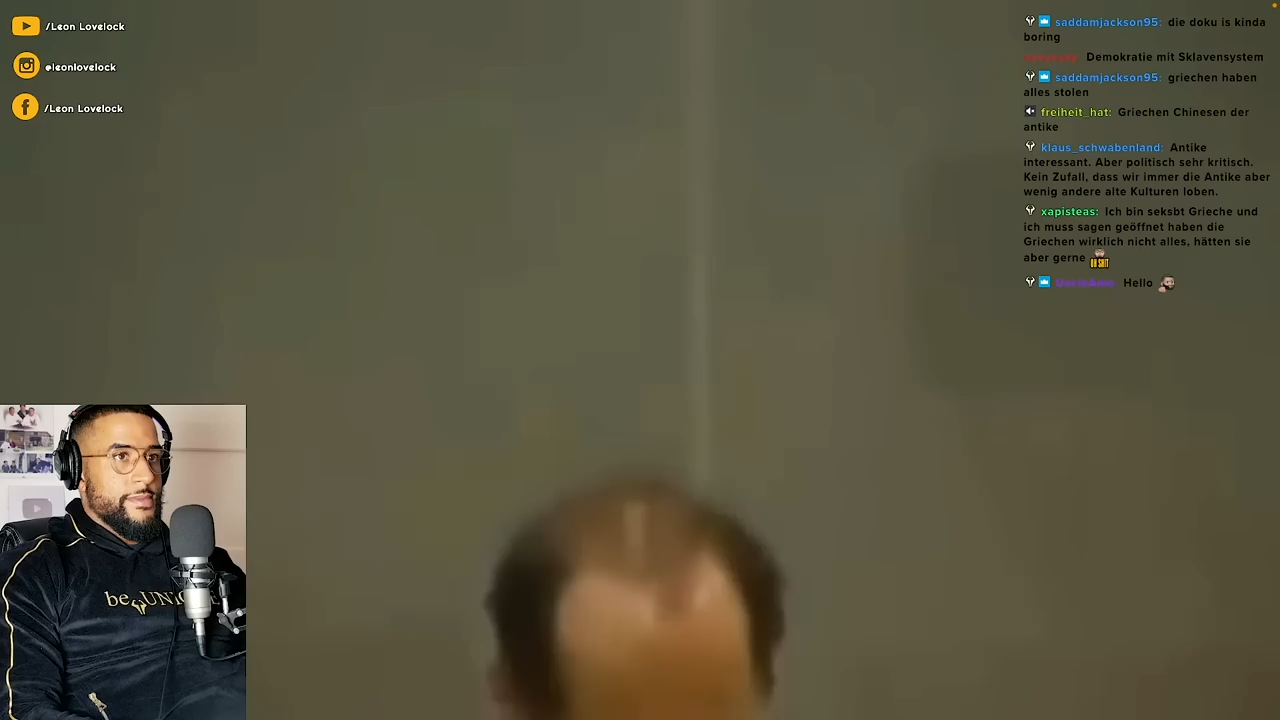 /Leon Lovelock
@leonlovelock
/Leon Lovelock
saddamjackson95: die doku is kinda
boring
Demokratie mit Sklavensystem
saddamjackson95: griechen haben
alles stolen
freiheit_hat: Griechen Chinesen der
antike
klaus_schwabenland: Antike
interessant. Aber politisch sehr kritisch.
Kein Zufall, dass wir immer die Antike aber
wenig andere alte Kulturen loben.
xapisteas: Ich bin seksbt Grieche und
ich muss sagen geöffnet haben die
Griechen wirklich nicht alles, hätten sie
aber gerne
OH SHIT
Hello
be UNIQUE